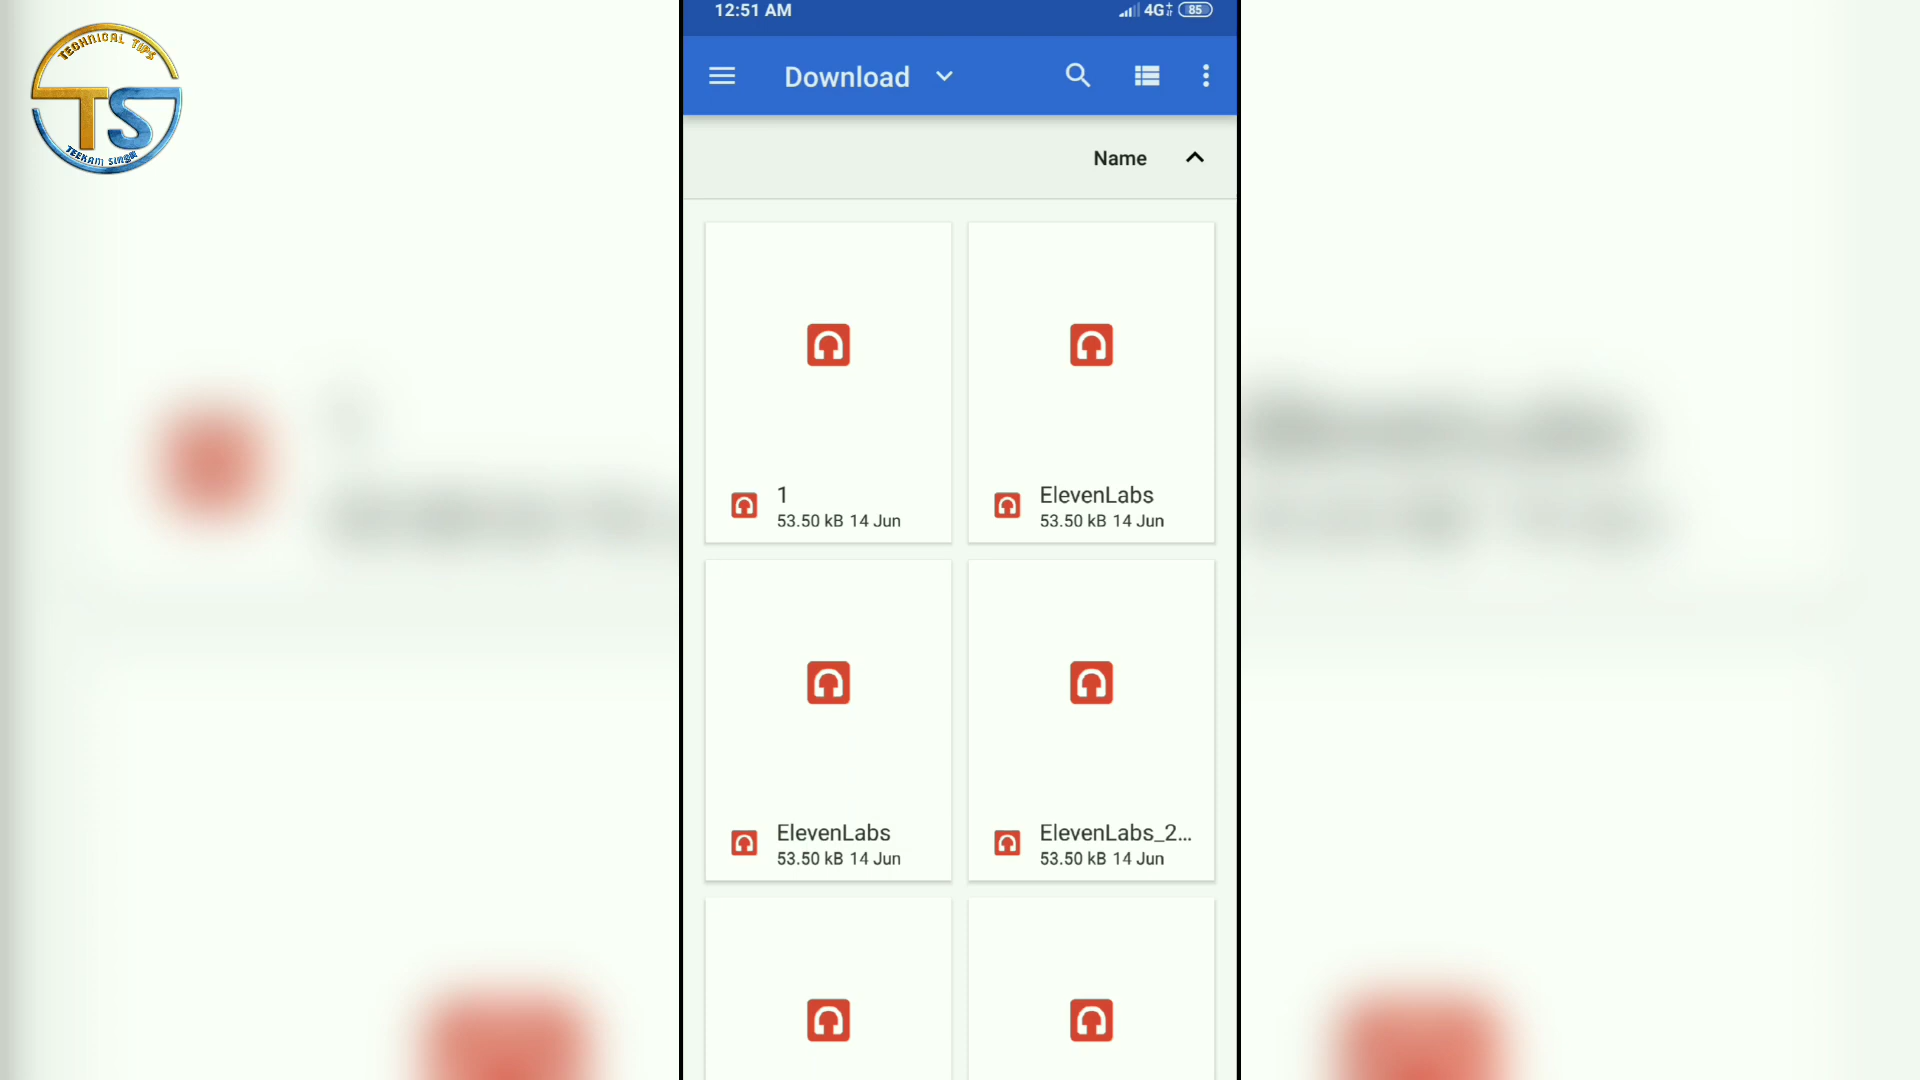 TECHNICAL TIPS
TS
TEEKAM SINGH
12:51 AM
4G+
85
Download
Name
1
53.50 kB 14 Jun
ElevenLabs
53.50 kB 14 Jun
ElevenLabs
53.50 kB 14 Jun
ElevenLabs_2...
53.50 kB 14 Jun